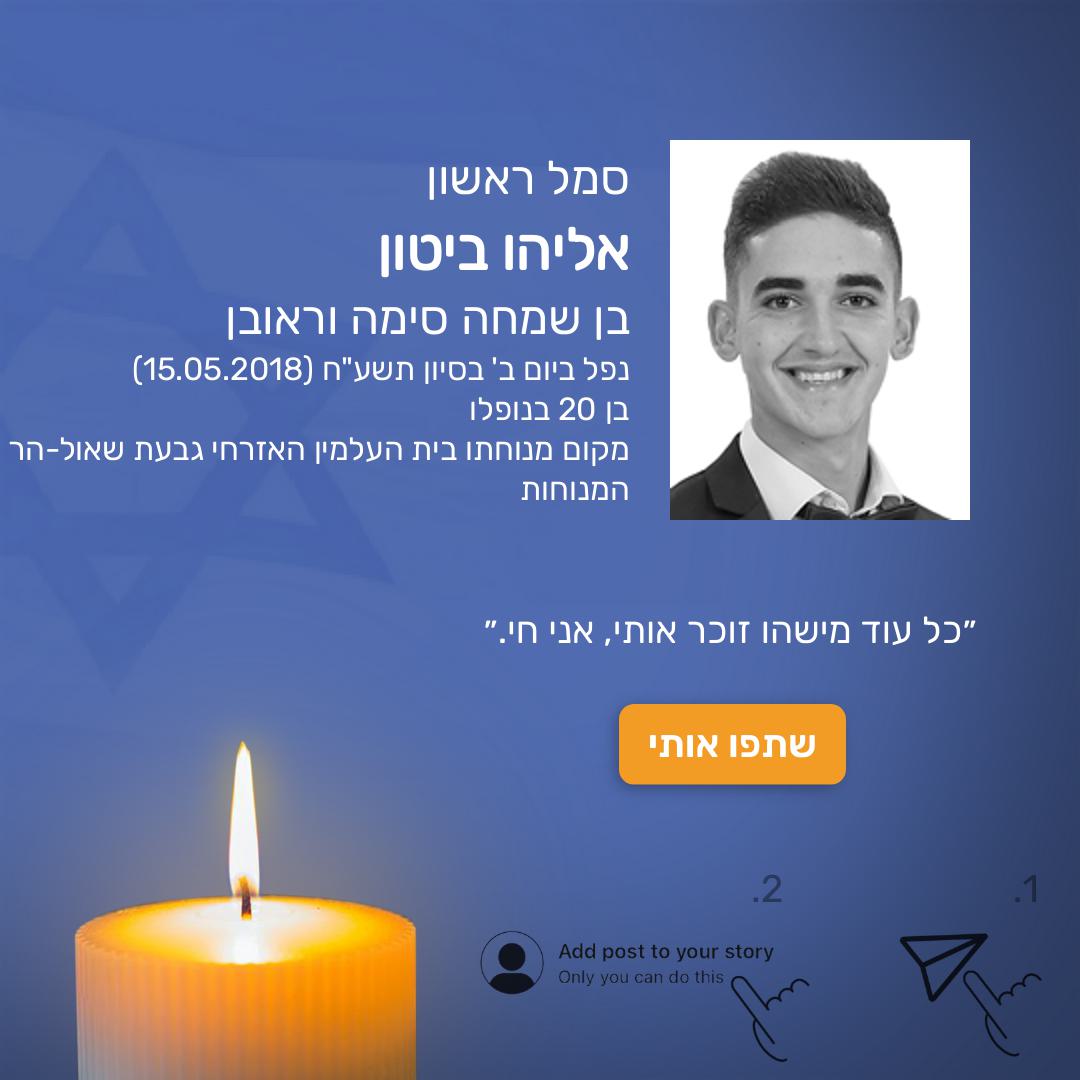 סמל ראשון
אליהו ביטון
בן שמחה סימה וראובן
נפל ביום ב' בסיון תשע"ח (15.05.2018)
בן 20 בנופלו
מקום מנוחתו בית העלמין האזרחי גבעת שאול-הר
המנוחות
״כל עוד מישהו זוכר אותי, אני חי.״
שתפו אותי
.1
.2
Add post to your story
Only you can do this